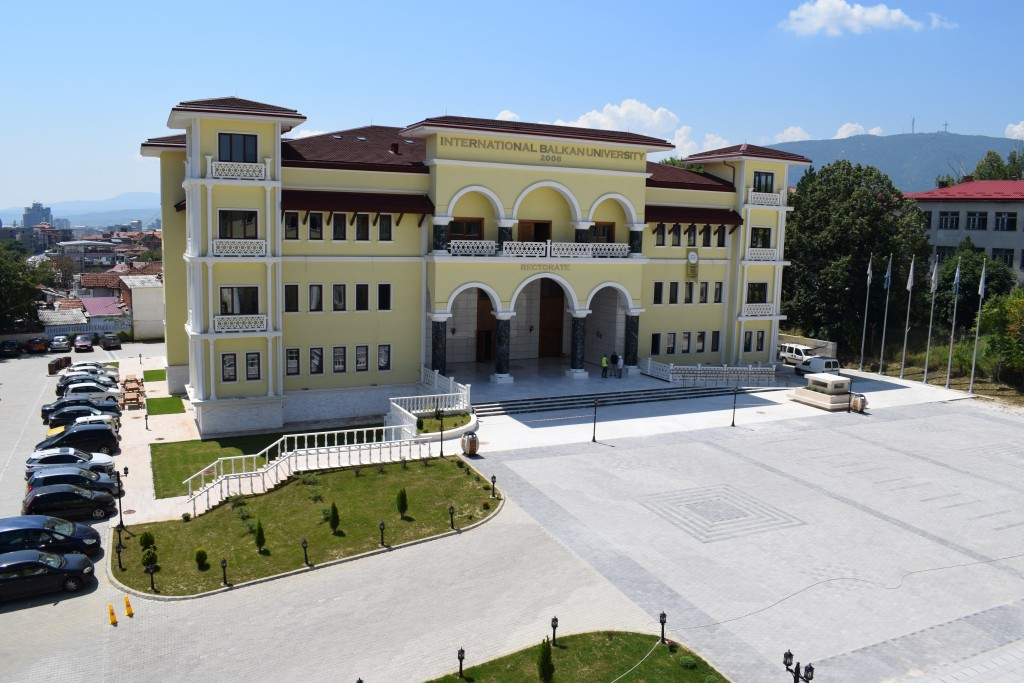 INTERNATIONAL BALKAN UNIVERSITY
2006
RECTORATE